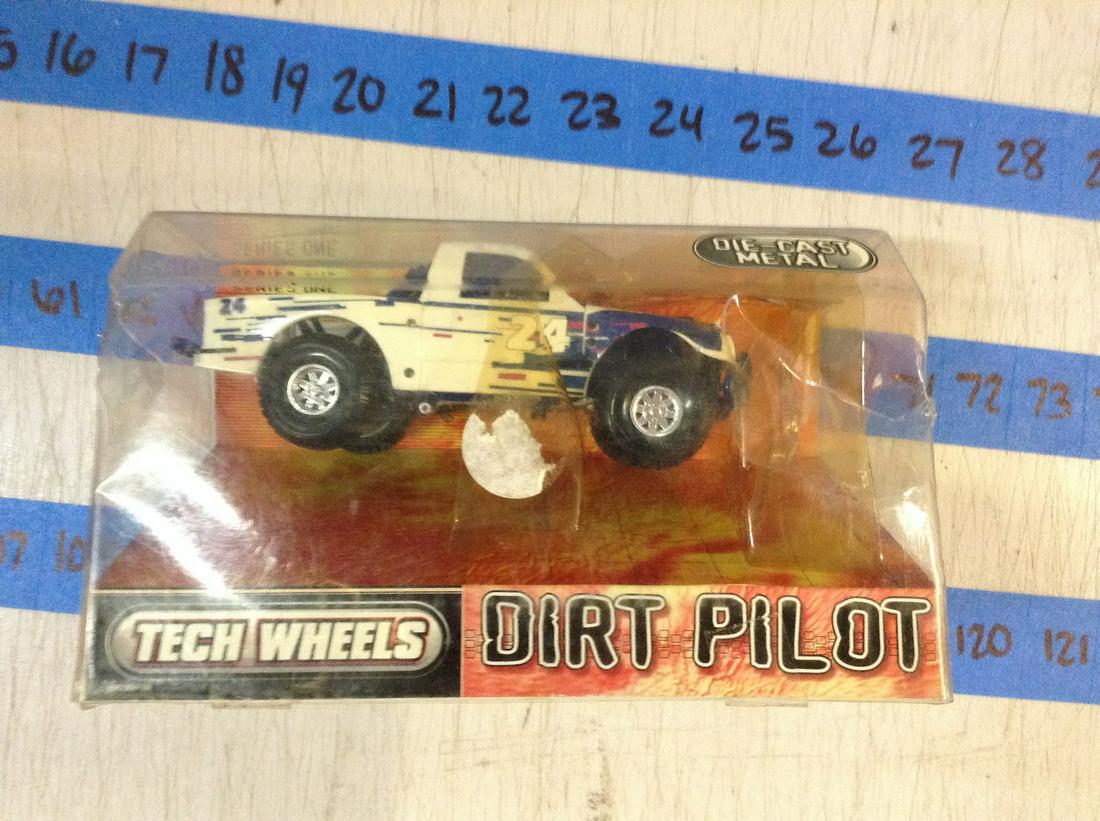 16 17 18 19 20 21 22 23 24 25 26 27 28
SERIES ONE
DIE-CAST
METAL
61
24
24
71 72 73
TECH WHEELS
DIRT PILOT
120 121